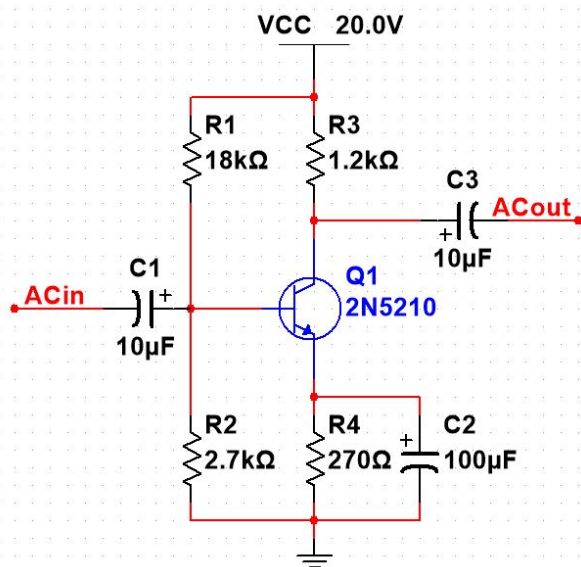 VCC 20.0V
R1
18kΩ
R3
1.2kΩ
C3
ACout
+
10µF
C1
+
ACin
10µF
Q1
2N5210
R2
2.7kΩ
R4
270Ω
+
C2
100µF